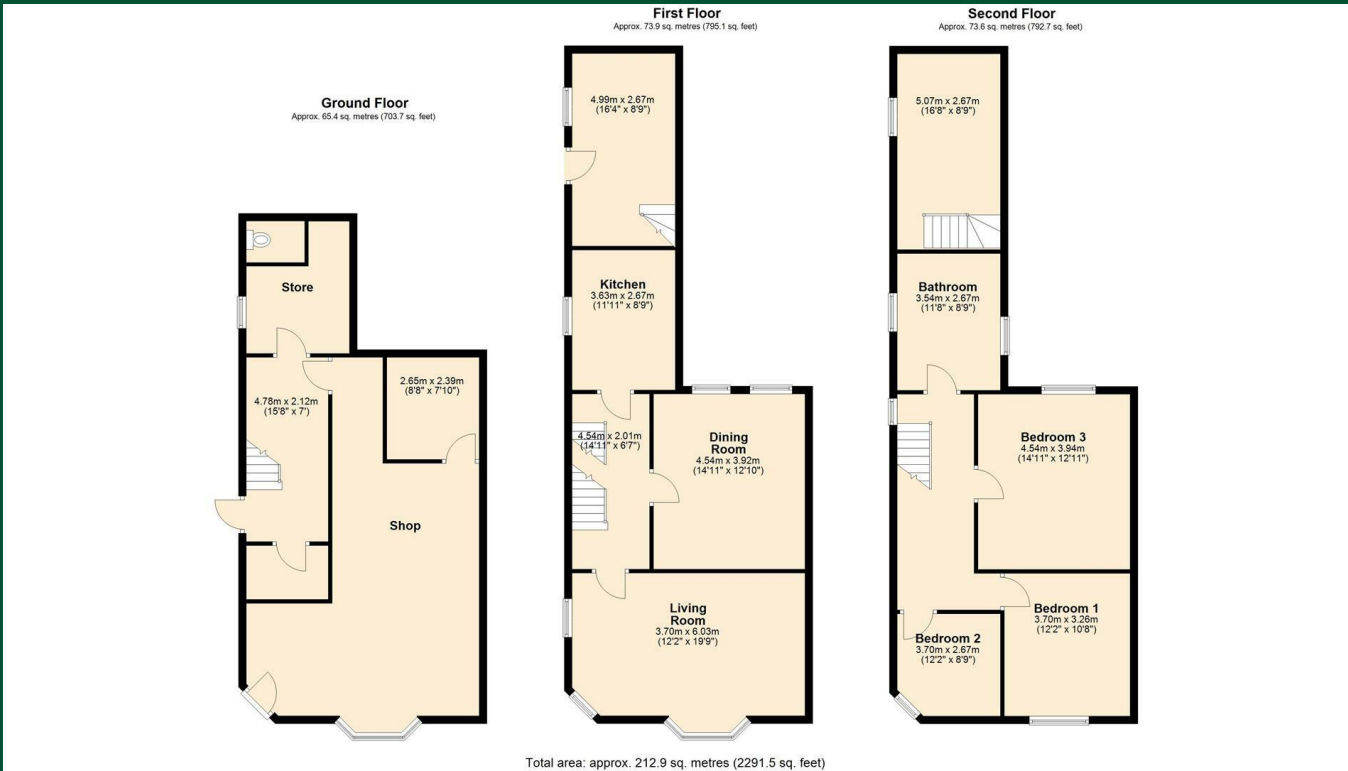 Ground Floor
Approx. 65.4 sq. metres (703.7 sq. feet)
Store
4.78m x 2.12m
(15'8" x 7')
2.65m x 2.39m
(8'8" x 7'10")
Shop
First Floor
Approx. 73.9 sq. metres (795.1 sq. feet)
4.99m x 2.67m
(16'4" x 8'9")
Kitchen
3.63m x 2.67m
(11'11" x 8'9")
4.54m x 2.01m
(14'11" x 6'7")
Dining
Room
4.54m x 3.92m
(14'11" x 12'10")
Living
Room
3.70m x 6.03m
(12'2" x 19'9")
Second Floor
Approx. 73.6 sq. metres (792.7 sq. feet)
5.07m x 2.67m
(16'8" x 8'9")
Bathroom
3.54m x 2.67m
(11'8" x 8'9")
Bedroom 3
4.54m x 3.94m
(14'11" x 12'11")
Bedroom 1
3.70m x 3.26m
(12'2" x 10'8")
Bedroom 2
3.70m x 2.67m
(12'2" x 8'9")
Total area: approx. 212.9 sq. metres (2291.5 sq. feet)